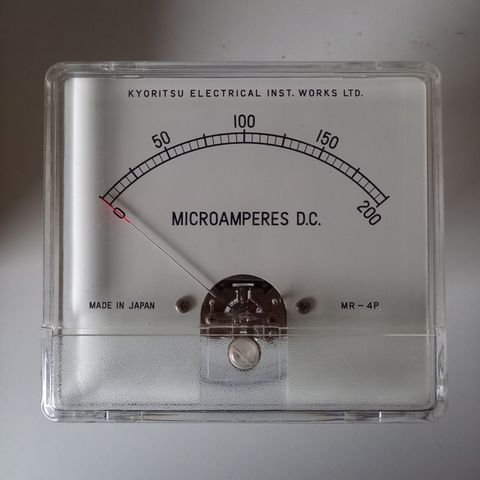 KYORITSU ELECTRICAL INST. WORKS LTD.
0 50 100 150 200
MICROAMPERES D.C.
MADE IN JAPAN
MR-4P